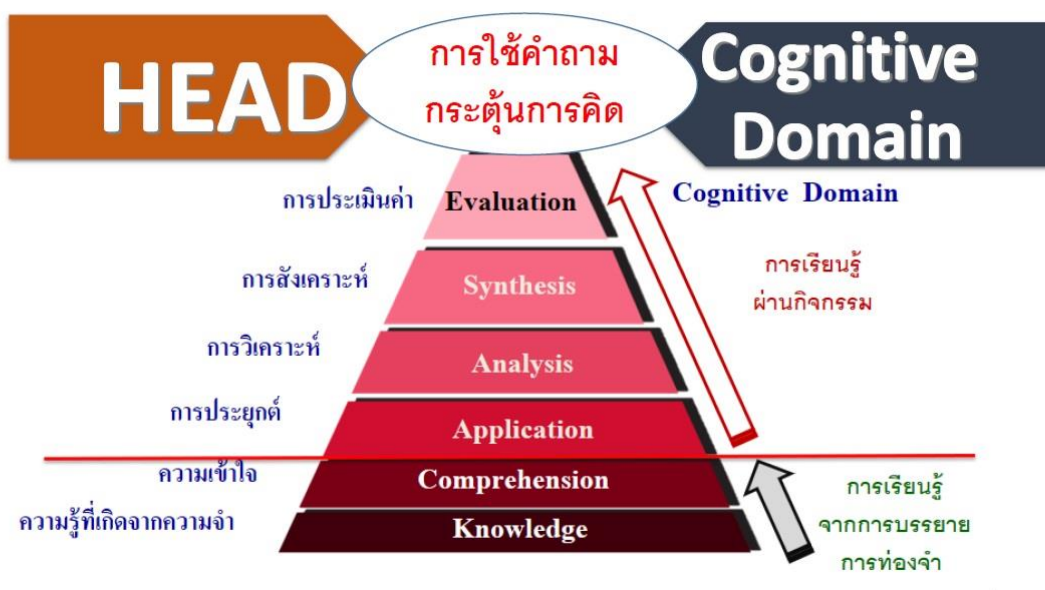 HEAD
การใช้คำถาม
กระตุ้นการคิด
Cognitive
Domain
การประเมินค่า
Evaluation
Cognitive Domain
การสังเคราะห์
Synthesis
การเรียนรู้
ผ่านกิจกรรม
การวิเคราะห์
Analysis
การประยุกต์
Application
ความเข้าใจ
Comprehension
ความรู้ที่เกิดจากความจำ
Knowledge
การเรียนรู้
จากการบรรยาย
การท่องจำ